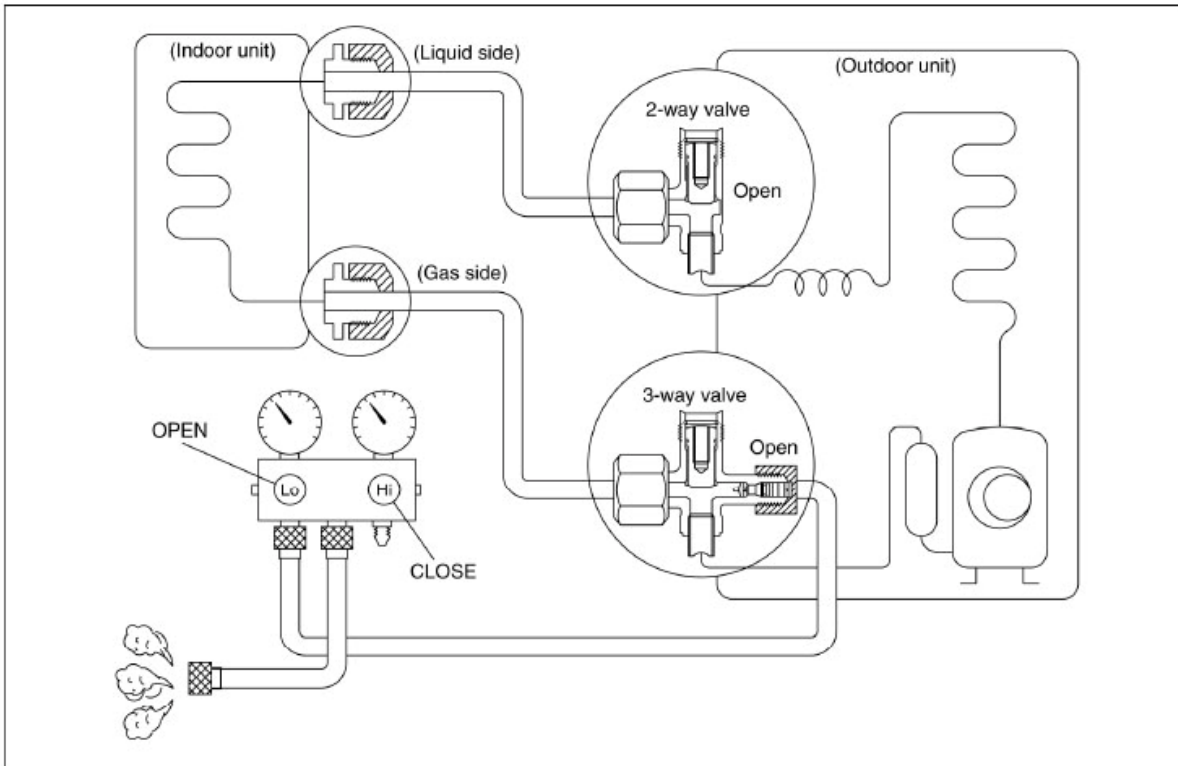 (Indoor unit)
(Liquid side)
(Outdoor unit)
2-way valve
Open
(Gas side)
3-way valve
Open
OPEN
Lo
Hi
CLOSE